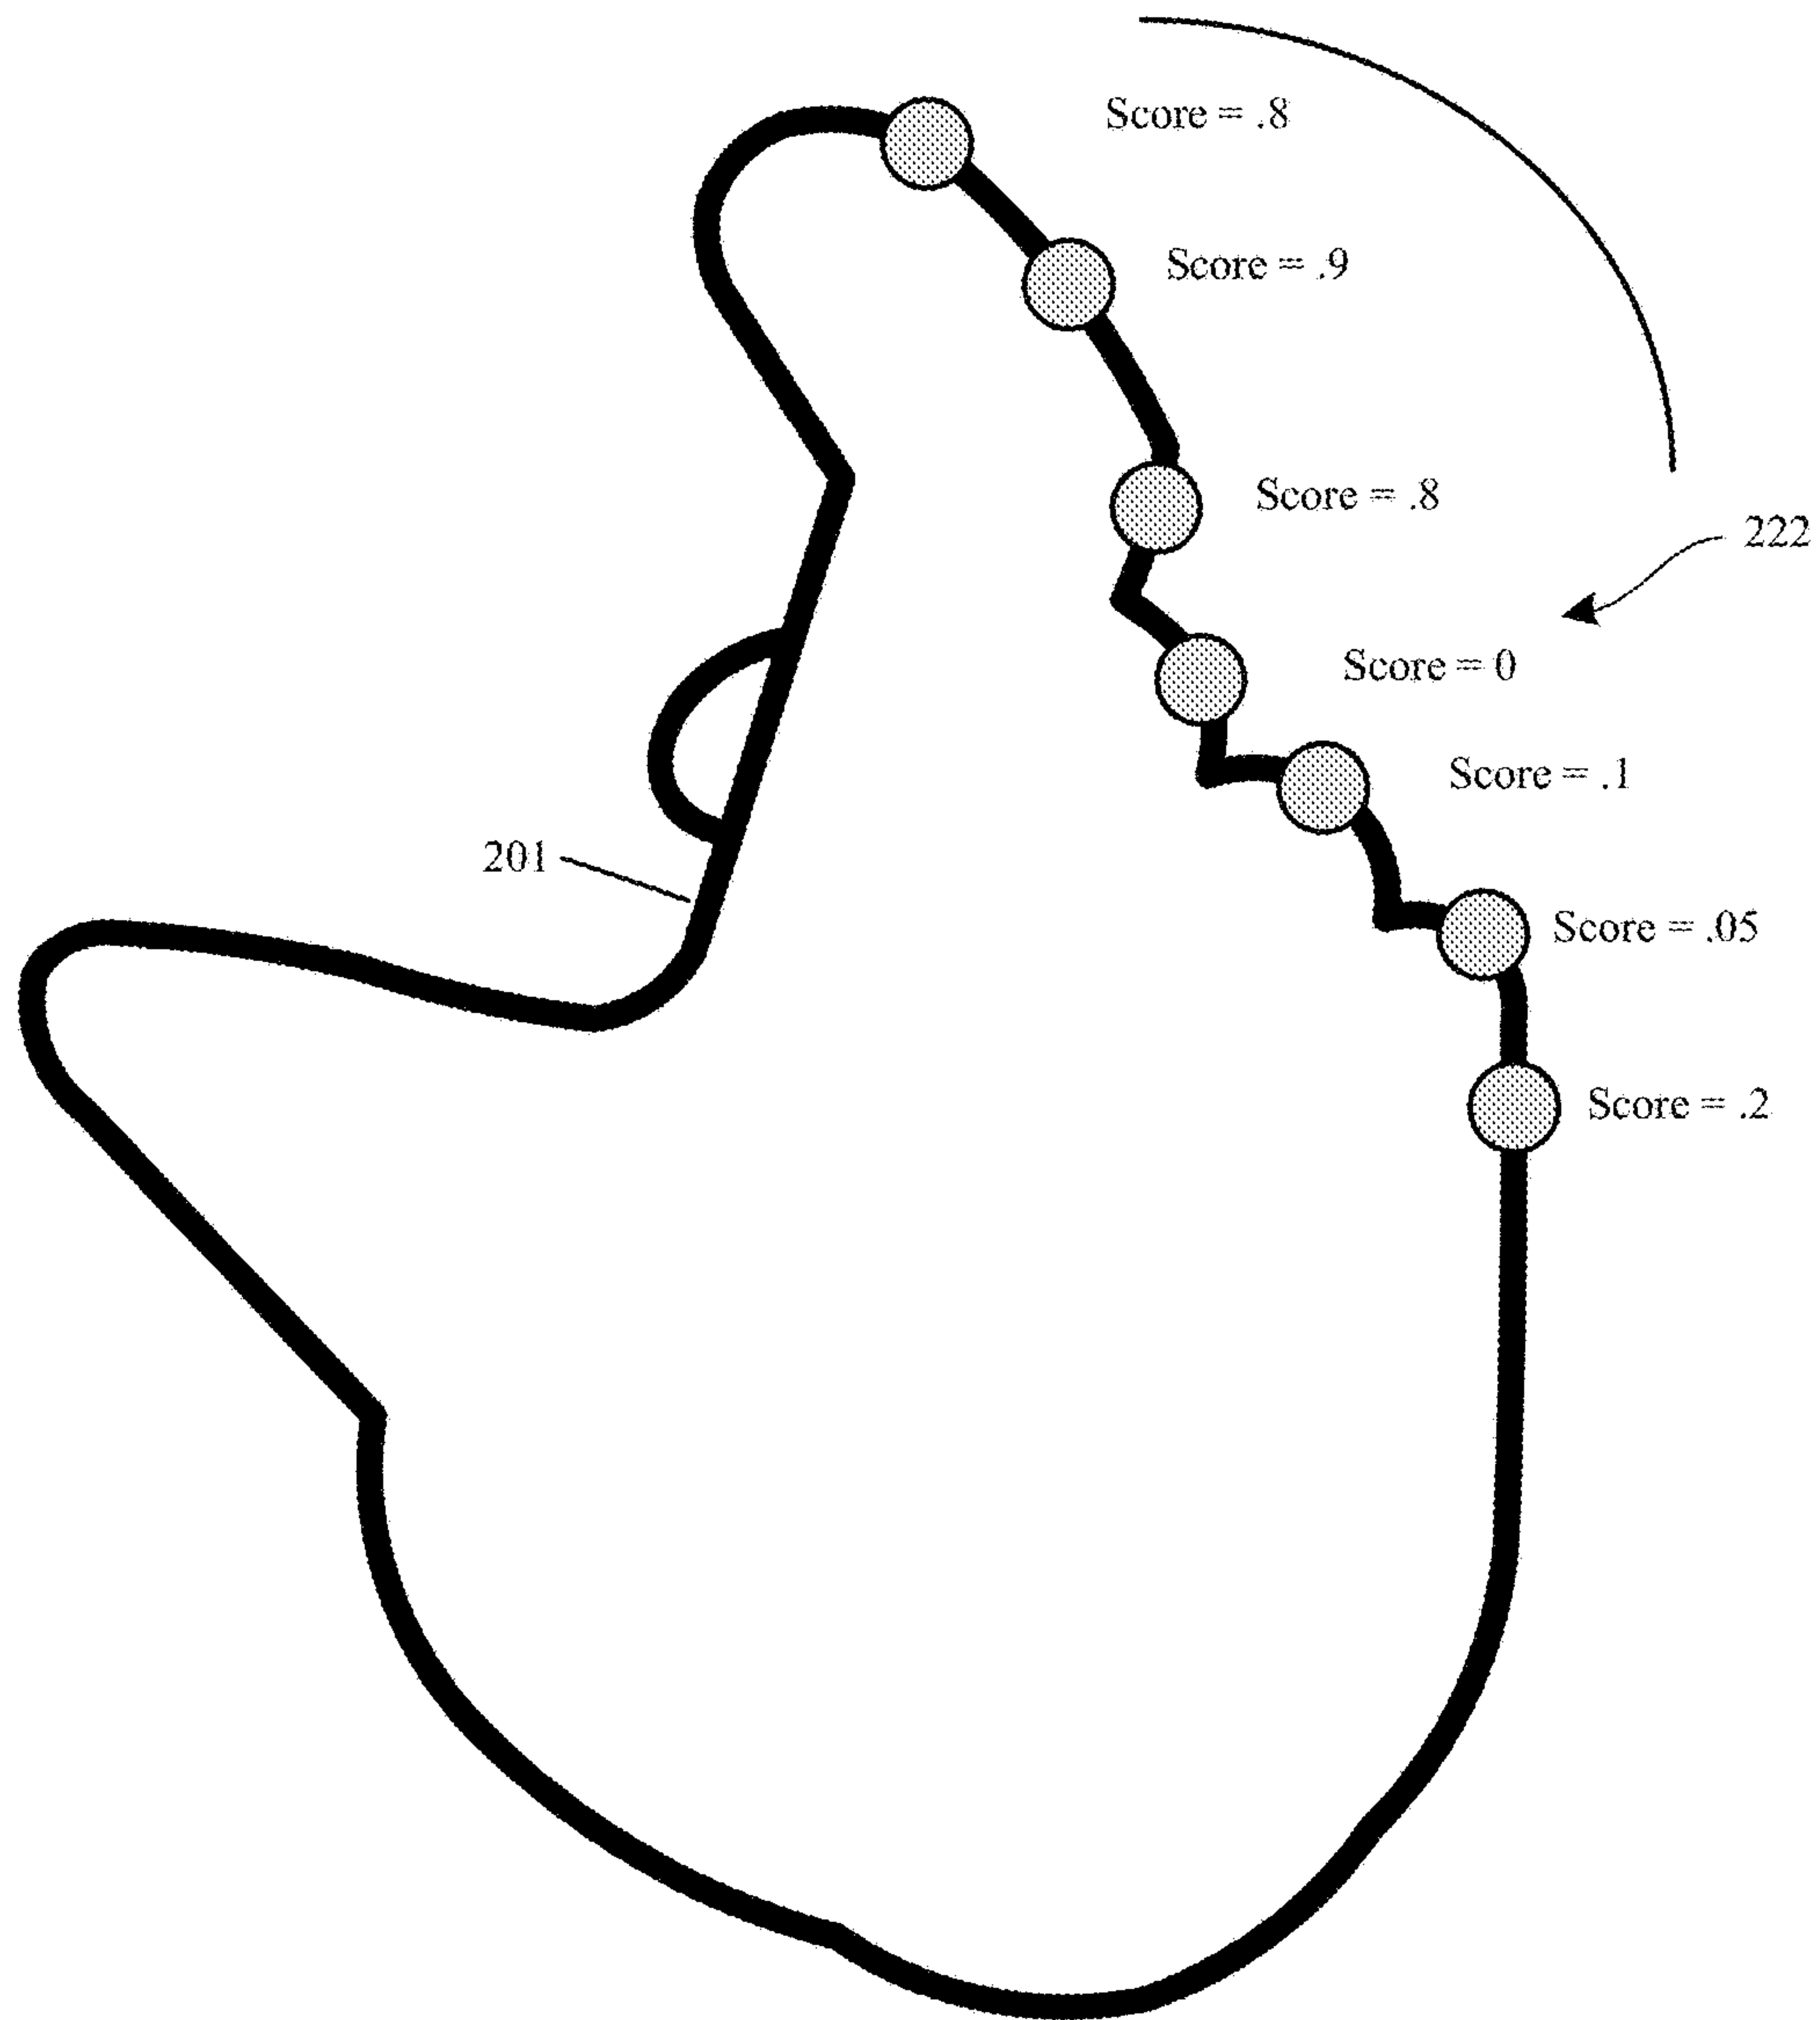 Score = .8
Score = .9
Score = .8
222
Score = 0
Score = .1
201
Score = .05
Score = .2